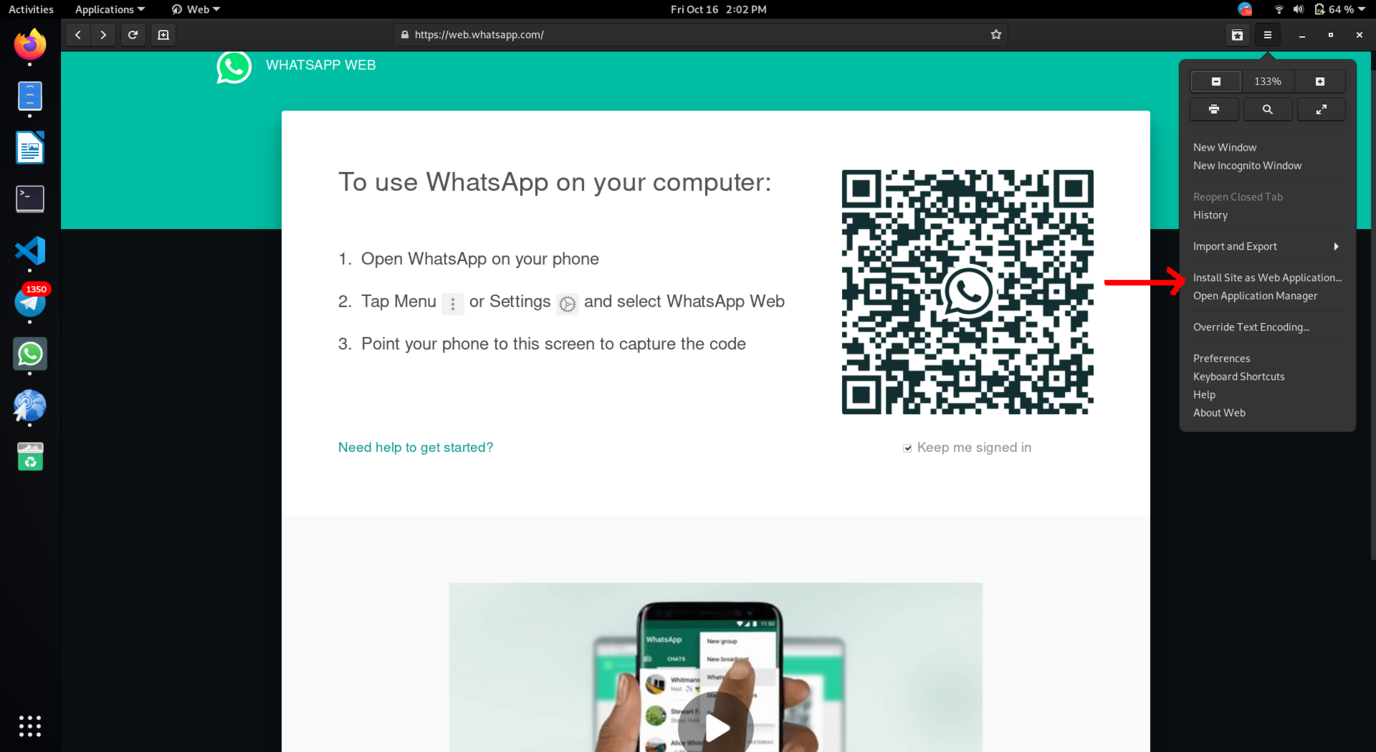 Activities Applications Web Fri Oct 16 2:02 PM 64 %
https://web.whatsapp.com/
WHATSAPP WEB
133%
New Window
New Incognito Window
Reopen Closed Tab
History
Import and Export
Install Site as Web Application...
Open Application Manager
Override Text Encoding...
Preferences
Keyboard Shortcuts
Help
About Web
To use WhatsApp on your computer:
1. Open WhatsApp on your phone
2. Tap Menu or Settings and select WhatsApp Web
3. Point your phone to this screen to capture the code
Need help to get started?
Keep me signed in
1350
>_
WhatsApp
CHATS
New group
New broadcast
Whitman
Ned:
Stewart F
YESTERDAY